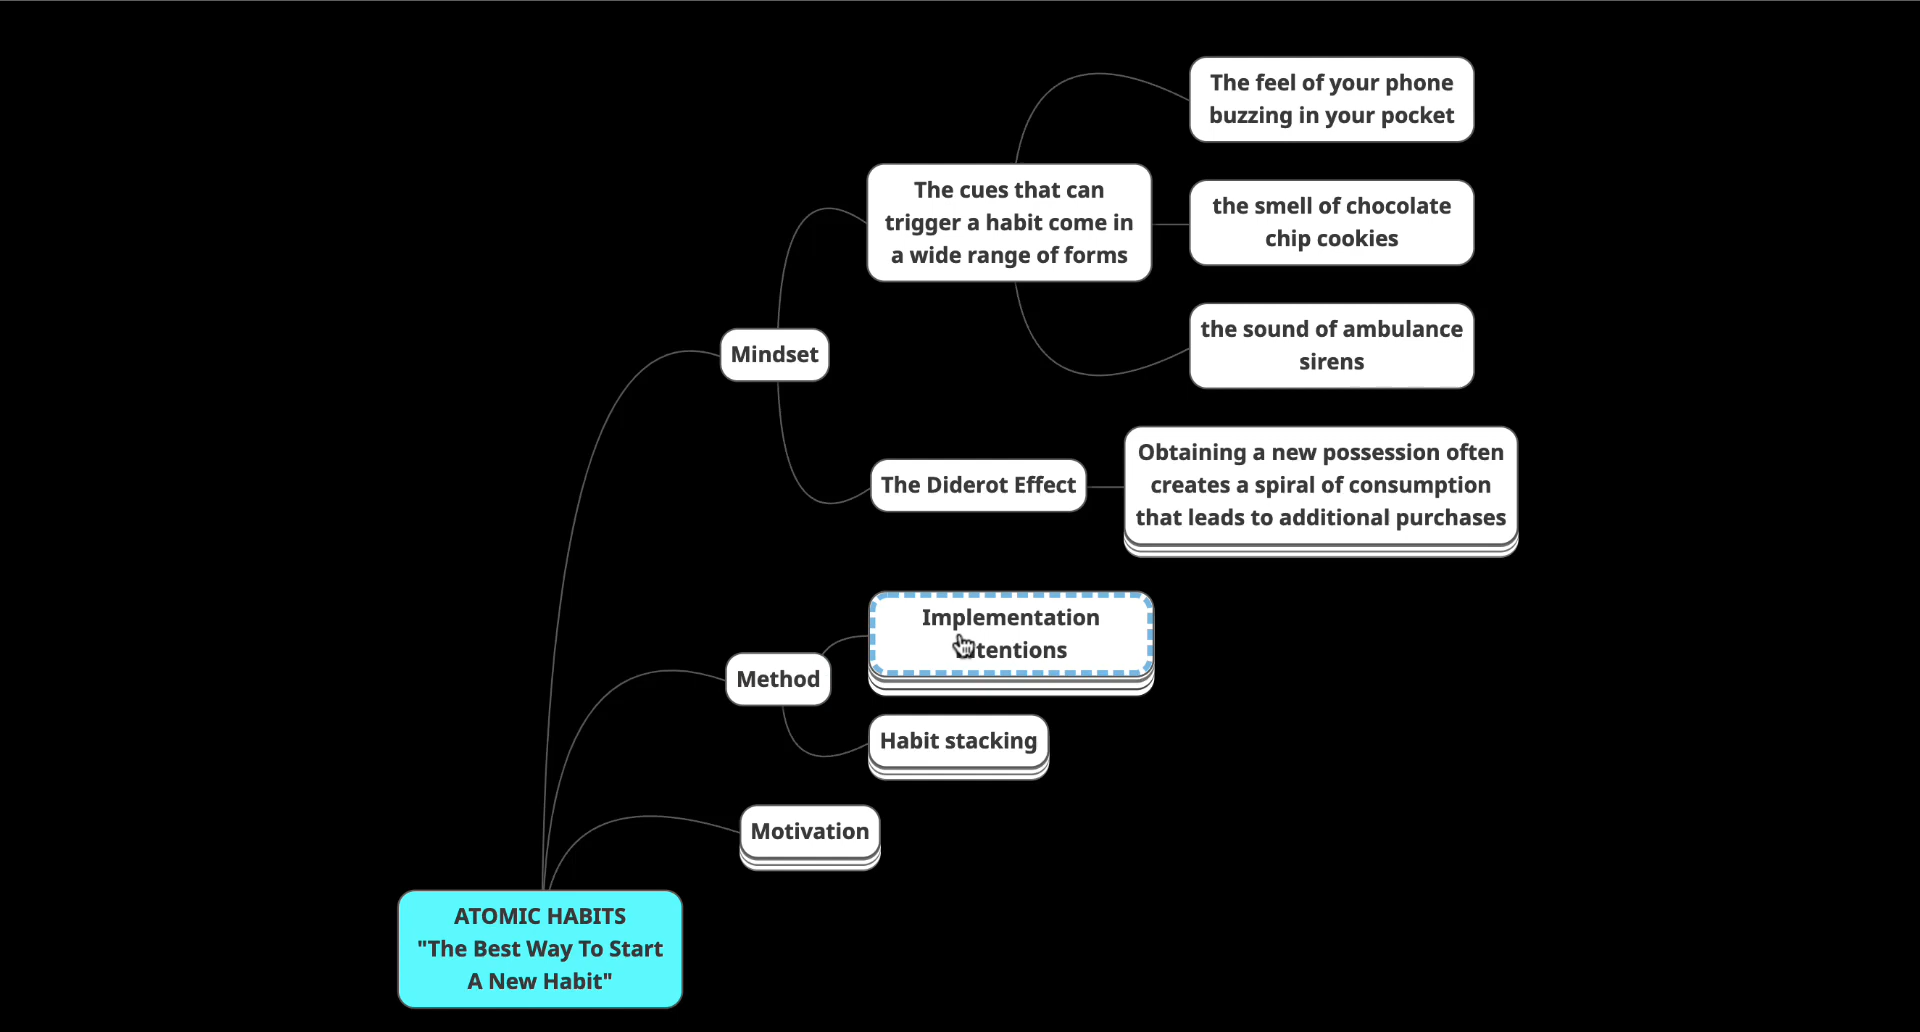 The feel of your phone
buzzing in your pocket
The cues that can
trigger a habit come in
a wide range of forms
the smell of chocolate
chip cookies
the sound of ambulance
sirens
Mindset
The Diderot Effect
Obtaining a new possession often
creates a spiral of consumption
that leads to additional purchases
Implementation
tentions
Method
Habit stacking
Motivation
ATOMIC HABITS
"The Best Way To Start
A New Habit"